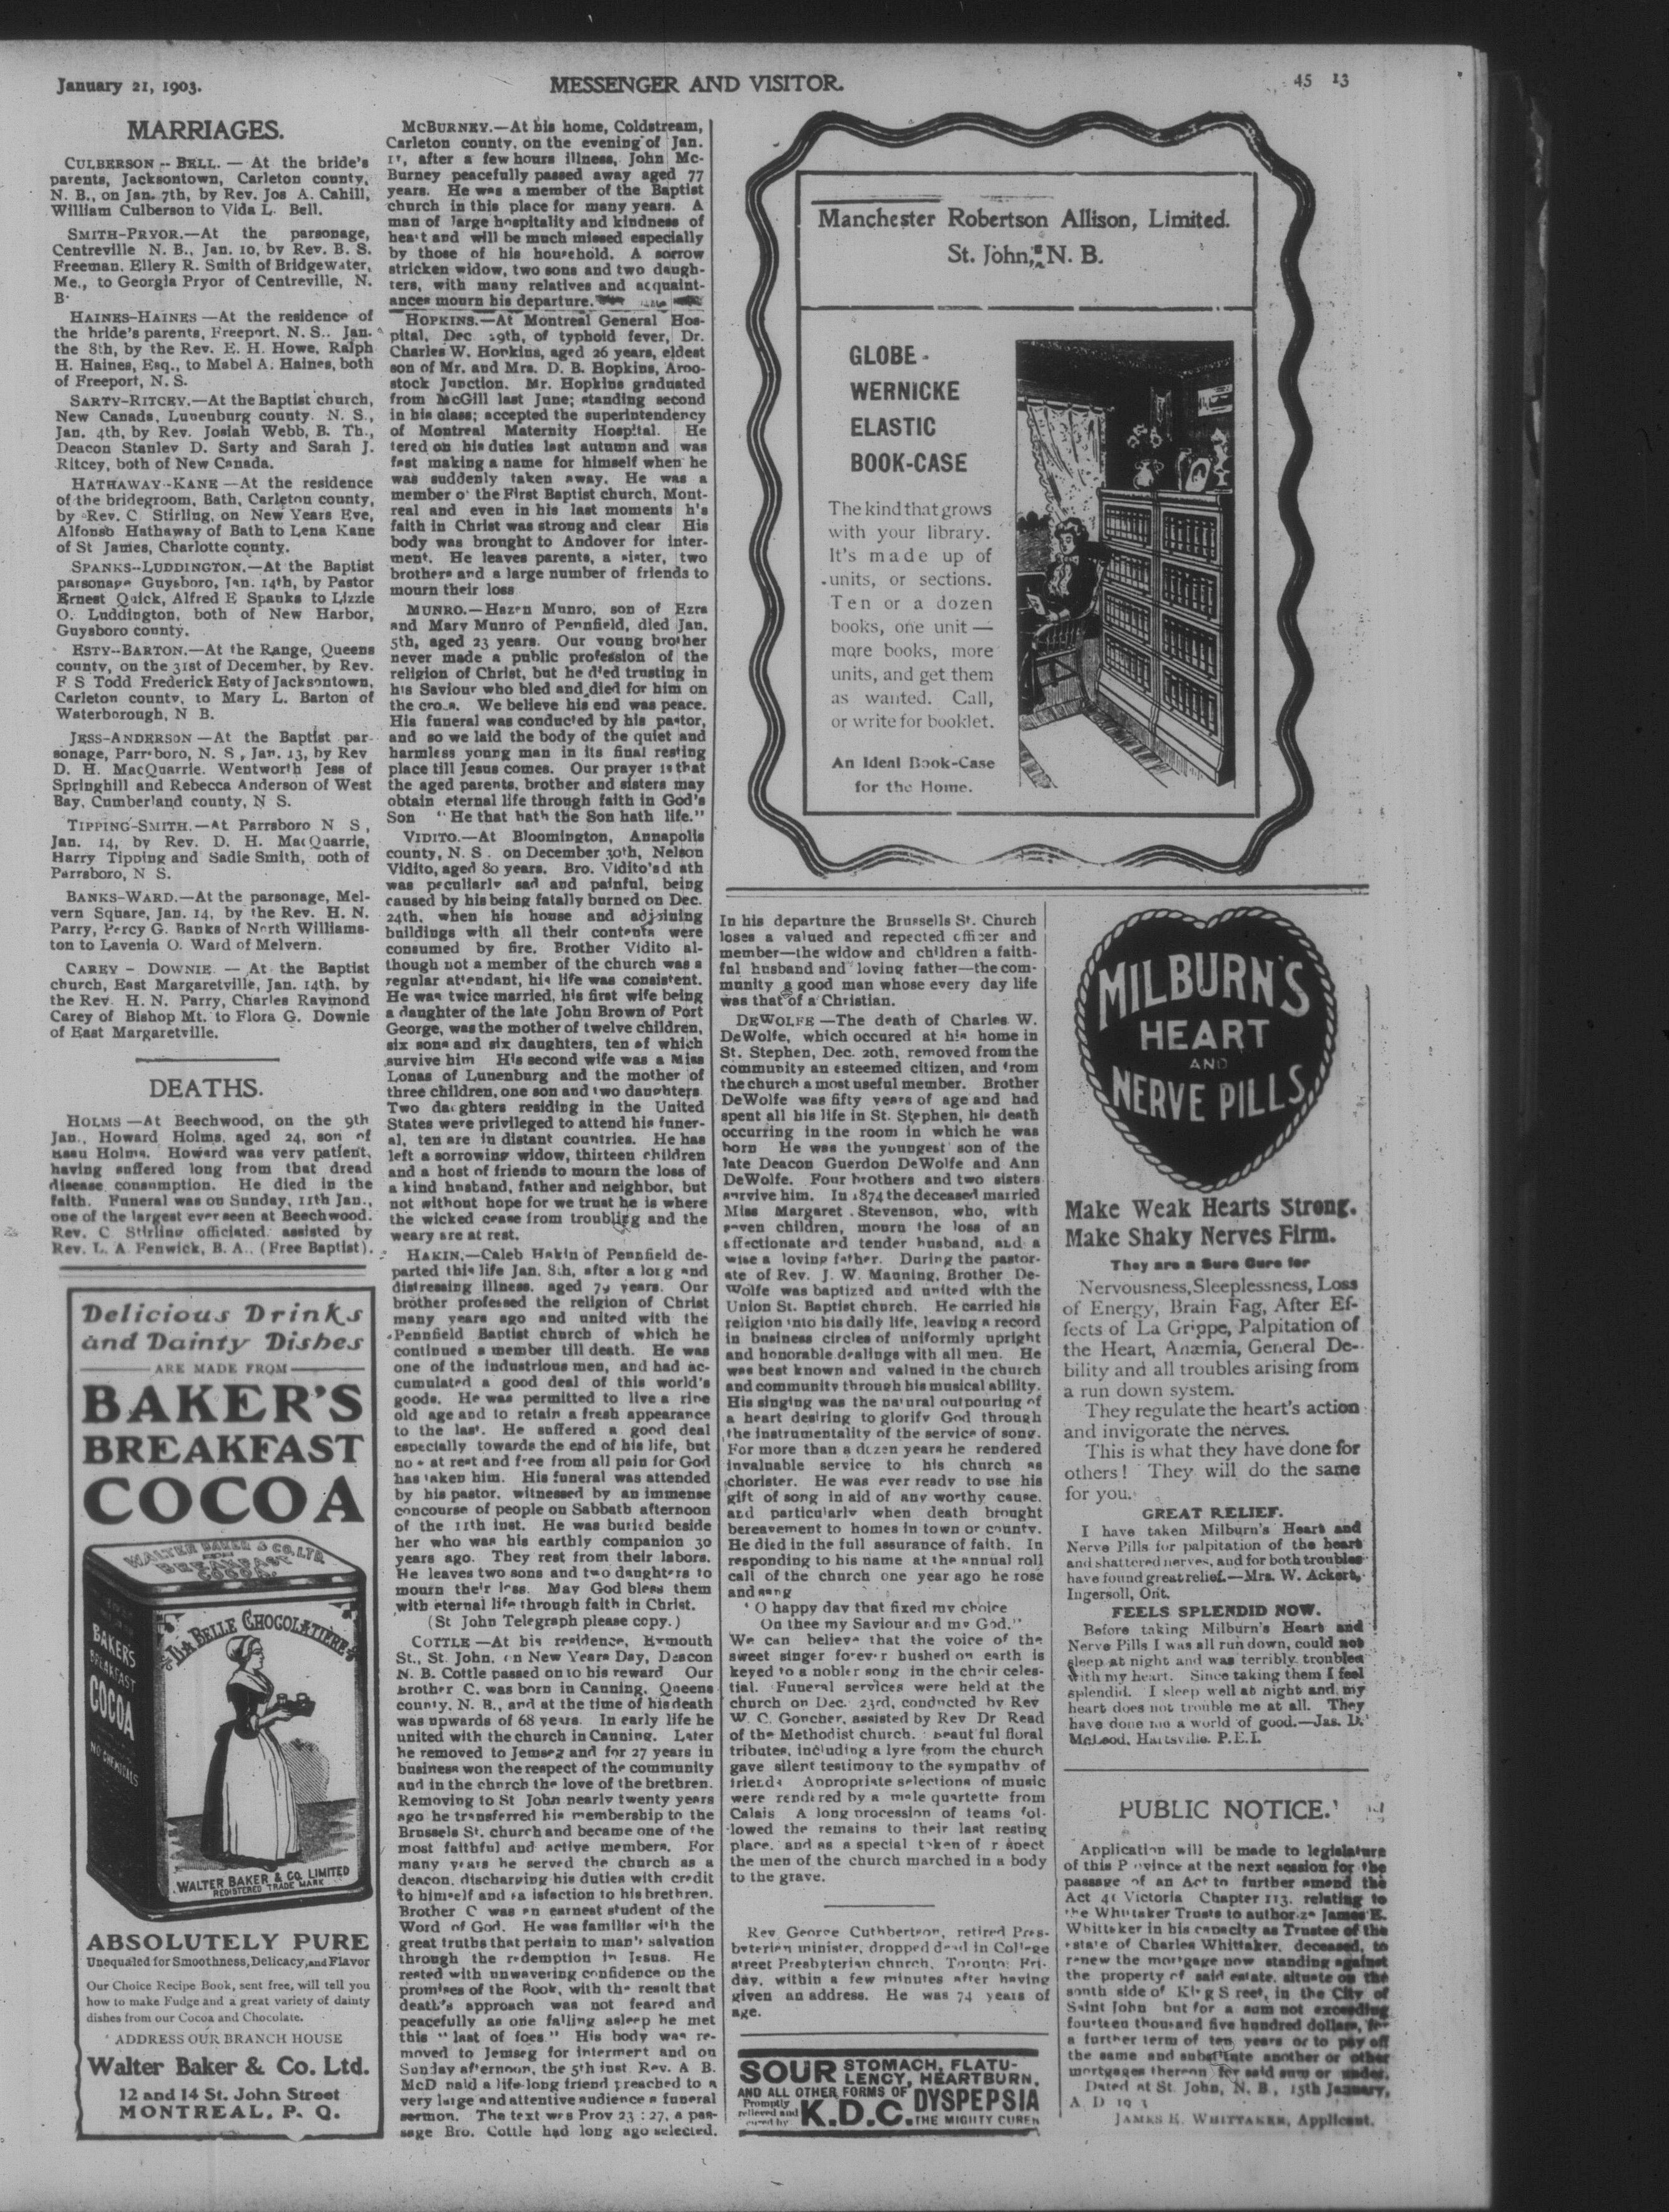 January 21, 1903.
MESSENGER AND VISITOR.
45 13
MARRIAGES.
CULBERSON -- BELL. — At the bride's
parents, Jacksontown, Carleton county,
N. B., on Jan. 7th, by Rev. Jos A. Cahill,
William Culberson to Vida L. Bell.
SMITH-PRYOR.—At the parsonage,
Centreville N. B., Jan. 10, by Rev. B. S.
Freeman, Ellery R. Smith of Bridgewater,
Me., to Georgia Pryor of Centreville, N.
B.
HAINES-HAINES —At the residence of
the bride's parents, Freeport, N. S.. Jan.
the 8th, by the Rev. E. H. Howe, Ralph
H. Haines, Esq., to Mabel A. Haines, both
of Freeport, N. S.
SARTY-RITCEY.—At the Baptist church,
New Canada, Lunenburg county. N. S.,
Jan. 4th, by Rev. Josiah Webb, B. Th.,
Deacon Stanley D. Sarty and Sarah J.
Ritcey, both of New Canada.
HATHAWAY--KANE —At the residence
of the bridegroom, Bath, Carleton county,
by Rev. C. Stirling, on New Years Eve,
Alfonso Hathaway of Bath to Lena Kane
of St James, Charlotte county.
SPANKS--LUDDINGTON.—At the Baptist
parsonage Guysboro, Jan. 14th, by Pastor
Ernest Quick, Alfred E Spanks to Lizzie
O. Luddington, both of New Harbor,
Guysboro county.
ESTY--BARTON.—At the Range, Queens
county, on the 31st of December, by Rev.
F S Todd Frederick Esty of Jacksontown,
Carleton county, to Mary L. Barton of
Waterborough, N B.
JESS-ANDERSON —At the Baptist par-
sonage, Parrsboro, N. S , Jan. 13, by Rev
D. H. MacQuarrie. Wentworth Jess of
Springhill and Rebecca Anderson of West
Bay, Cumberland county, N S.
TIPPING-SMITH.—At Parrsboro N S ,
Jan. 14, by Rev. D. H. MacQuarrie,
Harry Tipping and Sadie Smith, both of
Parrsboro, N S.
BANKS-WARD.—At the parsonage, Mel-
vern Square, Jan. 14, by the Rev. H. N.
Parry, Percy G. Banks of North Williams-
ton to Lavenia O. Ward of Melvern.
CAREY - DOWNIE — At the Baptist
church, East Margaretville, Jan. 14th, by
the Rev. H. N. Parry, Charles Raymond
Carey of Bishop Mt. to Flora G. Downie
of East Margaretville.
DEATHS.
HOLMS —At Beechwood, on the 9th
Jan., Howard Holms, aged 24, son of
Holms. Howard was very patient,
having suffered long from that dread
disease consumption. He died in the
faith. Funeral was on Sunday, 11th Jan.,
one of the largest ever seen at Beechwood.
Rev. C Stirling officiated, assisted by
Rev. L. A. Fenwick, B. A.. (Free Baptist).
Delicious Drinks
and Dainty Dishes
ARE MADE FROM
BAKER'S
BREAKFAST
COCOA
WALTER BAKER & CO. LTD.
BREAKFAST
COCOA
BAKER'S
BREAKFAST
COCOA
NO CHEMICALS
LA BELLE CHOCOLATIERE
WALTER BAKER & CO. LIMITED
REGISTERED TRADE MARK
ABSOLUTELY PURE
Unequaled for Smoothness, Delicacy, and Flavor
Our Choice Recipe Book, sent free, will tell you
how to make Fudge and a great variety of dainty
dishes from our Cocoa and Chocolate.
ADDRESS OUR BRANCH HOUSE
Walter Baker & Co. Ltd.
12 and 14 St. John Street
MONTREAL, P. Q.
MCBURNEY.—At his home, Coldstream,
Carleton county, on the evening of Jan.
after a few hours illness, John Mc-
Burney peacefully passed away aged 77
years. He was a member of the Baptist
church in this place for many years. A
man of large hospitality and kindness of
heart and will be much missed especially
by those of his household. A sorrow
stricken widow, two sons and two daugh-
ters, with many relatives and acquaint-
ances mourn his departure.
HOPKINS.—At Montreal General Hos-
pital, Dec 29th, of typhoid fever, Dr.
Charles W. Hopkins, aged 26 years, eldest
son of Mr. and Mrs. D. B. Hopkins, Aroo-
stock Junction. Mr. Hopkins graduated
from McGill last June; standing second
in his class; accepted the superintendency
of Montreal Maternity Hospital. He
tered on his duties last autumn and was
fast making a name for himself when he
was suddenly taken away. He was a
member o' the First Baptist church, Mont-
real and even in his last moments h's
faith in Christ was strong and clear His
body was brought to Andover for inter-
ment. He leaves parents, a sister, two
brothers and a large number of friends to
mourn their loss
MUNRO.—Hazen Munro, son of Ezra
and Mary Munro of Pennfield, died Jan.
5th, aged 23 years. Our young brother
never made a public profession of the
religion of Christ, but he died trusting in
his Saviour who bled and died for him on
the cross. We believe his end was peace.
His funeral was conducted by his pastor,
and so we laid the body of the quiet and
harmless young man in its final resting
place till Jesus comes. Our prayer is that
the aged parents, brother and sisters may
obtain eternal life through faith in God's
Son "He that hath the Son hath life."
VIDITO.—At Bloomington, Annapolis
county, N. S. on December 30th, Nelson
Vidito, aged 80 years. Bro. Vidito's d ath
was peculiarly sad and painful, being
caused by his being fatally burned on Dec.
24th, when his house and adjoining
buildings with all their contents were
consumed by fire. Brother Vidito al-
though not a member of the church was a
regular attendant, his life was consistent.
He was twice married, his first wife being
a daughter of the late John Brown of Port
George, was the mother of twelve children,
six sons and six daughters, ten of which
survive him His second wife was a Miss
Lonas of Lunenburg and the mother of
three children, one son and two daughters.
Two daughters residing in the United
States were privileged to attend his funer-
al, ten are in distant countries. He has
left a sorrowing widow, thirteen children
and a host of friends to mourn the loss of
a kind husband, father and neighbor, but
not without hope for we trust he is where
the wicked cease from troubling and the
weary are at rest.
HAKIN.—Caleb Hakin of Pennfield de-
parted this life Jan. 8th, after a long and
distressing illness, aged 79 years. Our
brother professed the religion of Christ
many years ago and united with the
Pennfield Baptist church of which he
continued a member till death. He was
one of the industrious men, and had ac-
cumulated a good deal of this world's
goods. He was permitted to live a ripe
old age and to retain a fresh appearance
to the last. He suffered a good deal
especially towards the end of his life, but
at rest and free from all pain for God
has taken him. His funeral was attended
by his pastor, witnessed by an immense
concourse of people on Sabbath afternoon
of the 11th inst. He was buried beside
her who was his earthly companion 30
years ago. They rest from their labors.
He leaves two sons and two daughters to
mourn their loss. May God bless them
with eternal life through faith in Christ.
(St John Telegraph please copy.)
COTTLE —At his residence, Exmouth
St., St. John, on New Years Day, Deacon
N. B. Cottle passed on to his reward Our
brother C. was born in Canning, Queens
county, N. B., and at the time of his death
was upwards of 68 years. In early life he
united with the church in Canning. Later
he removed to Jemseg and for 27 years in
business won the respect of the community
and in the church the love of the brethren.
Removing to St John nearly twenty years
ago he transferred his membership to the
Brussels St. church and became one of the
most faithful and active members. For
many years he served the church as a
deacon, discharging his duties with credit
to himself and sa isfaction to his brethren.
Brother C was an earnest student of the
Word of God. He was familiar with the
great truths that pertain to man's salvation
through the redemption in Jesus. He
rested with unwavering confidence on the
promises of the Book, with the result that
death's approach was not feared and
peacefully as one falling asleep he met
this "last of foes." His body was re-
moved to Jemseg for interment and on
Sunday afternoon, the 5th inst. Rev. A B.
McD nald a life-long friend preached to a
very large and attentive audience a funeral
sermon. The text was Prov 23 : 27, a pas-
sage Bro. Cottle had long ago selected.
Manchester Robertson Allison, Limited.
St. John, N. B.
GLOBE -
WERNICKE
ELASTIC
BOOK-CASE
The kind that grows
with your library.
It's made up of
units, or sections.
Ten or a dozen
books, one unit —
more books, more
units, and get them
as wanted. Call,
or write for booklet.
An Ideal Book-Case
for the Home.
In his departure the Brussells St. Church
loses a valued and repected officer and
member—the widow and children a faith-
ful husband and loving father—the com-
munity a good man whose every day life
was that of a Christian.
DEWOLFE —The death of Charles W.
DeWolfe, which occured at his home in
St. Stephen, Dec. 20th, removed from the
community an esteemed citizen, and from
the church a most useful member. Brother
DeWolfe was fifty years of age and had
spent all his life in St. Stephen, his death
occurring in the room in which he was
born He was the youngest son of the
late Deacon Guerdon DeWolfe and Ann
DeWolfe. Four brothers and two sisters
survive him. In 1874 the deceased married
Miss Margaret Stevenson, who, with
seven children, mourn the loss of an
affectionate and tender husband, and a
wise a loving father. During the pastor-
ate of Rev. J. W. Manning, Brother De-
Wolfe was baptized and united with the
Union St. Baptist church. He carried his
religion into his daily life, leaving a record
in business circles of uniformly upright
and honorable dealings with all men. He
was best known and valued in the church
and community through his musical ability.
His singing was the natural outpouring of
a heart desiring to glorify God through
the instrumentality of the service of song.
For more than a dozen years he rendered
invaluable service to his church as
chorister. He was ever ready to use his
gift of song in aid of any worthy cause,
and particularly when death brought
bereavement to homes in town or county.
He died in the full assurance of faith. In
responding to his name at the annual roll
call of the church one year ago he rose
and sang
'O happy day that fixed my choice
On thee my Saviour and my God."
We can believe that the voice of the
sweet singer forever hushed on earth is
keyed to a nobler song in the choir celes-
tial. Funeral services were held at the
church on Dec. 23rd, conducted by Rev
W. C. Goucher, assisted by Rev Dr Read
of the Methodist church. Beaut ful floral
tributes, including a lyre from the church
gave silent testimony to the sympathy of
friends Appropriate selections of music
were rendered by a male quartette from
Calais A long procession of teams fol-
lowed the remains to their last resting
place, and as a special token of r spect
the men of the church marched in a body
to the grave.
Rev. George Cuthbertson, retired Pres-
byterian minister, dropped dead in College
street Presbyterian church, Toronto; Fri-
day, within a few minutes after having
given an address. He was 74 years of
age.
SOUR STOMACH, FLATU-
LENCY, HEARTBURN,
AND ALL OTHER FORMS OF DYSPEPSIA
Promptly
relieved and
cured by K.D.C. THE MIGHTY CURER
MILBURN'S
HEART
AND
NERVE PILLS
Make Weak Hearts Strong.
Make Shaky Nerves Firm.
They are a Sure Cure for
Nervousness, Sleeplessness, Loss
of Energy, Brain Fag, After Ef-
fects of La Grippe, Palpitation of
the Heart, Anæmia, General De-
bility and all troubles arising from
a run down system.
They regulate the heart's action
and invigorate the nerves.
This is what they have done for
others! They will do the same
for you.
GREAT RELIEF.
I have taken Milburn's Heart and
Nerve Pills for palpitation of the heart
and shattered nerves, and for both troubles
have found great relief.—Mrs. W. Ackert,
Ingersoll, Ont.
FEELS SPLENDID NOW.
Before taking Milburn's Heart and
Nerve Pills I was all run down, could not
sleep at night and was terribly troubled
with my heart. Since taking them I feel
splendid. I sleep well at night and my
heart does not trouble me at all. They
have done me a world of good.—Jas. D.
McLeod, Hartsville, P.E.I.
PUBLIC NOTICE.
Application will be made to legislature
of this P ovince at the next session for the
passage of an Act to further amend the
Act 4 Victoria Chapter 113, relating to
the Whittaker Trusts to authorize James E.
Whittaker in his capacity as Trustee of the
estate of Charles Whittaker, deceased, to
renew the mortgage now standing against
the property of said estate, situate on the
south side of King S reet, in the City of
Saint John but for a sum not exceeding
fourteen thousand five hundred dollars, for
a further term of ten years or to pay off
the same and substitute another or other
mortgages thereon for said sum or under.
Dated at St. John, N. B., 15th January,
A D 19 3
JAMES E. WHITTAKER, Applicant.